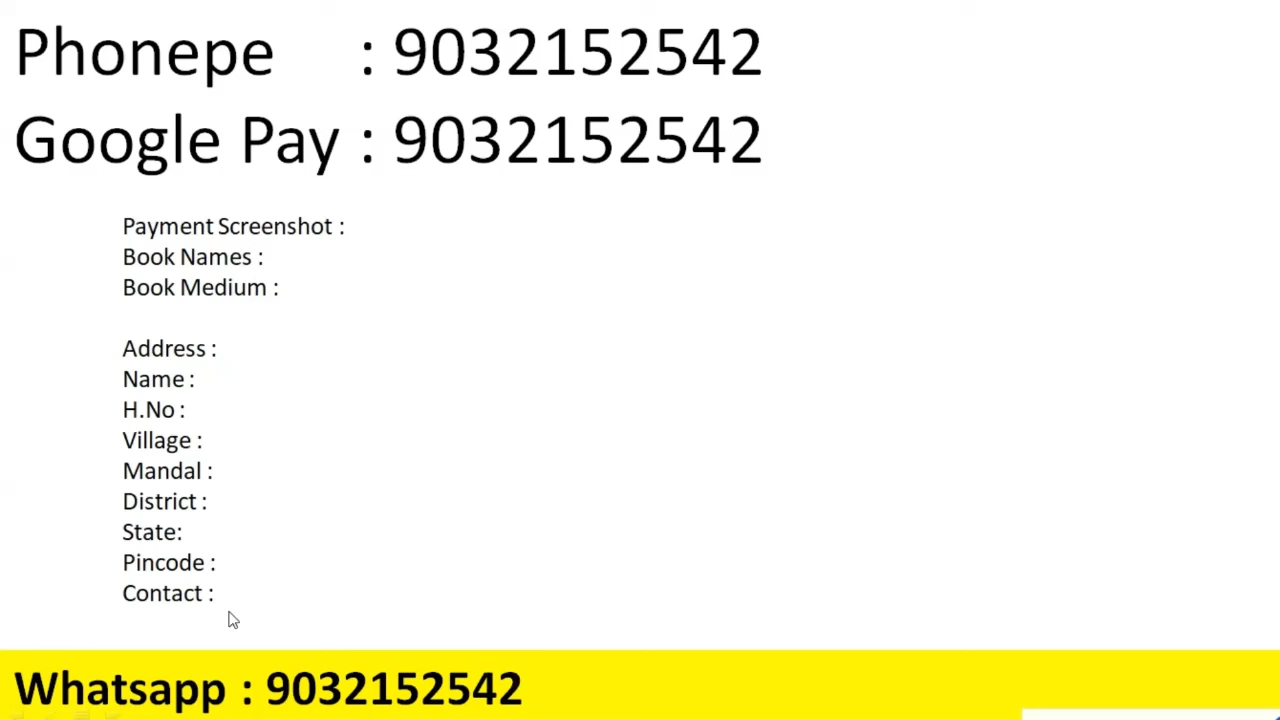 Phonepe : 9032152542
Google Pay : 9032152542
Payment Screenshot :
Book Names :
Book Medium :
Address :
Name :
H.No :
Village :
Mandal :
District :
State:
Pincode :
Contact :
Whatsapp : 9032152542